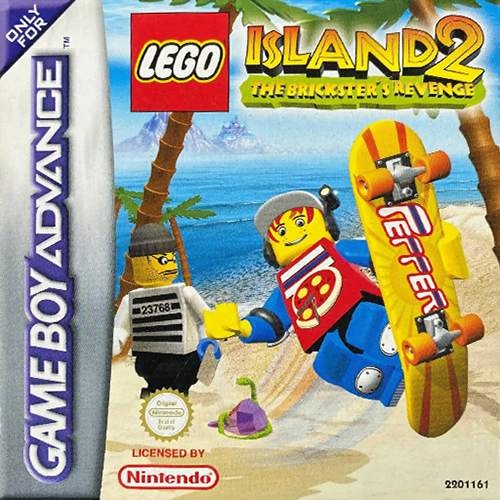 ONLY
FOR
GAME BOY ADVANCE
TM
LEGO
ISLAND 2
THE BRICKSTER'S REVENGE
23768
PEPPER
Original
Nintendo
Seal of
Quality
LICENSED BY
Nintendo
2201161